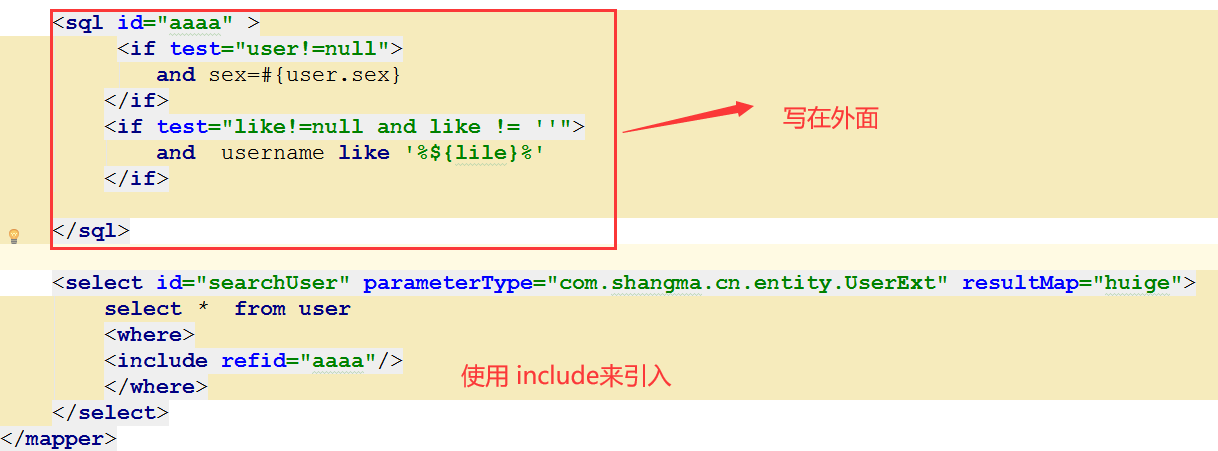 <sql id="aaaa" >
<if test="user!=null">
and sex=#{user.sex}
</if>
<if test="like!=null and like != ''">
and  username like '%${lile}%'
</if>
</sql>
写在外面
<select id="searchUser" parameterType="com.shangma.cn.entity.UserExt" resultMap="huige">
select *  from user
<where>
<include refid="aaaa"/>
</where>
使用 include来引入
</select>
</mapper>